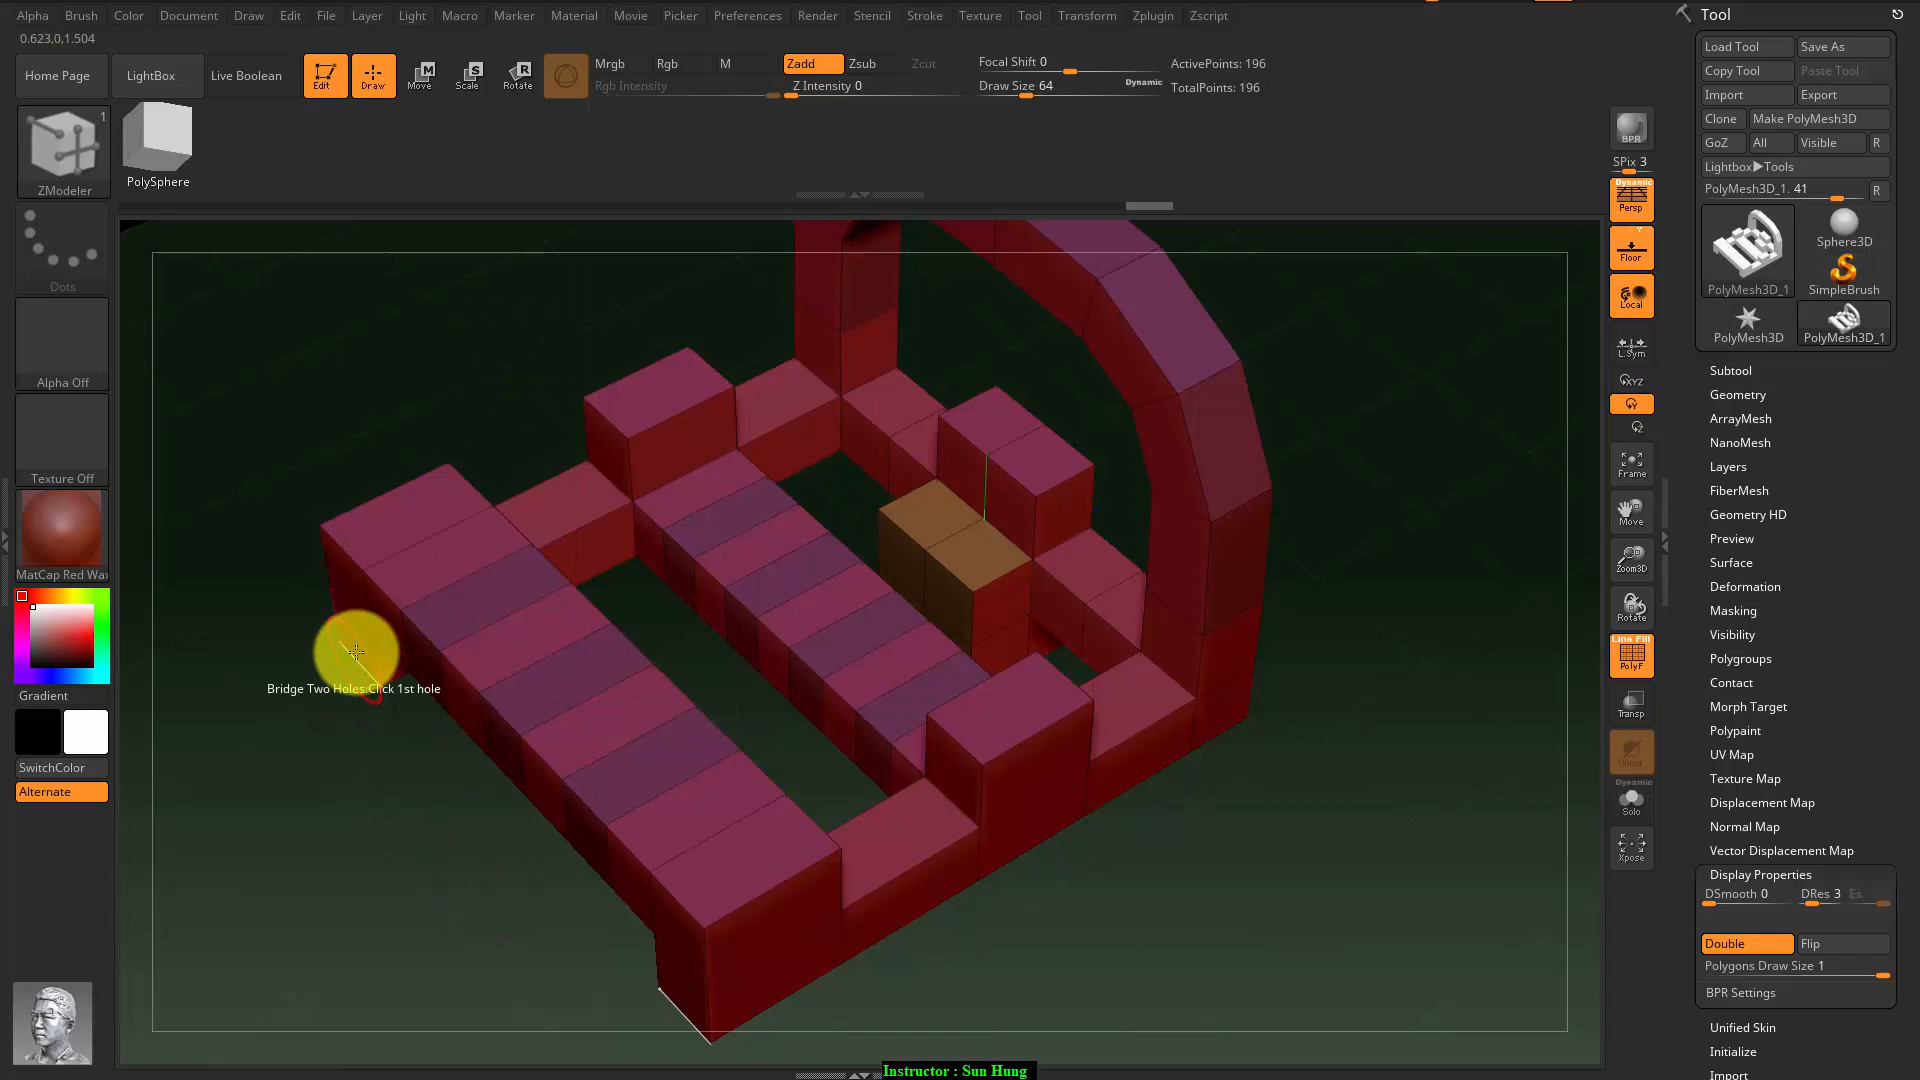 Alpha Brush Color Document Draw Edit File Layer Light Macro Marker Material Movie Picker Preferences Render Stencil Stroke Texture Tool Transform Zplugin Zscript
Tool
0.623,0,1.504
Home Page
LightBox
Live Boolean
Edit
Draw
Move
Scale
Rotate
Mrgb Rgb M
Rgb Intensity
Zadd Zsub Zcut
Z Intensity 0
Focal Shift 0
Draw Size 64
Dynamic
ActivePoints: 196
TotalPoints: 196
Load Tool Save As
Copy Tool Paste Tool
Import Export
Clone Make PolyMesh3D
GoZ All Visible R
Lightbox▶Tools
PolyMesh3D_1. 41 R
PolyMesh3D_1
Sphere3D
SimpleBrush
PolyMesh3D
PolyMesh3D_1
Subtool
Geometry
ArrayMesh
NanoMesh
Layers
FiberMesh
Geometry HD
Preview
Surface
Deformation
Masking
Visibility
Polygroups
Contact
Morph Target
Polypaint
UV Map
Texture Map
Displacement Map
Normal Map
Vector Displacement Map
Display Properties
DSmooth 0 DRes 3 Es
Double Flip
Polygons Draw Size 1
BPR Settings
Unified Skin
Initialize
Import
1
ZModeler
PolySphere
Dots
Alpha Off
Texture Off
MatCap Red Wax
Gradient
SwitchColor
Alternate
BPR
SPix 3
Dynamic
Persp
Floor
Local
L.Sym
XYZ
Y
Z
Frame
Move
Zoom3D
Rotate
Line Fill
PolyF
Transp
Ghost
Dynamic
Solo
Xpose
Bridge Two Holes:Click 1st hole
Instructor : Sun Hung